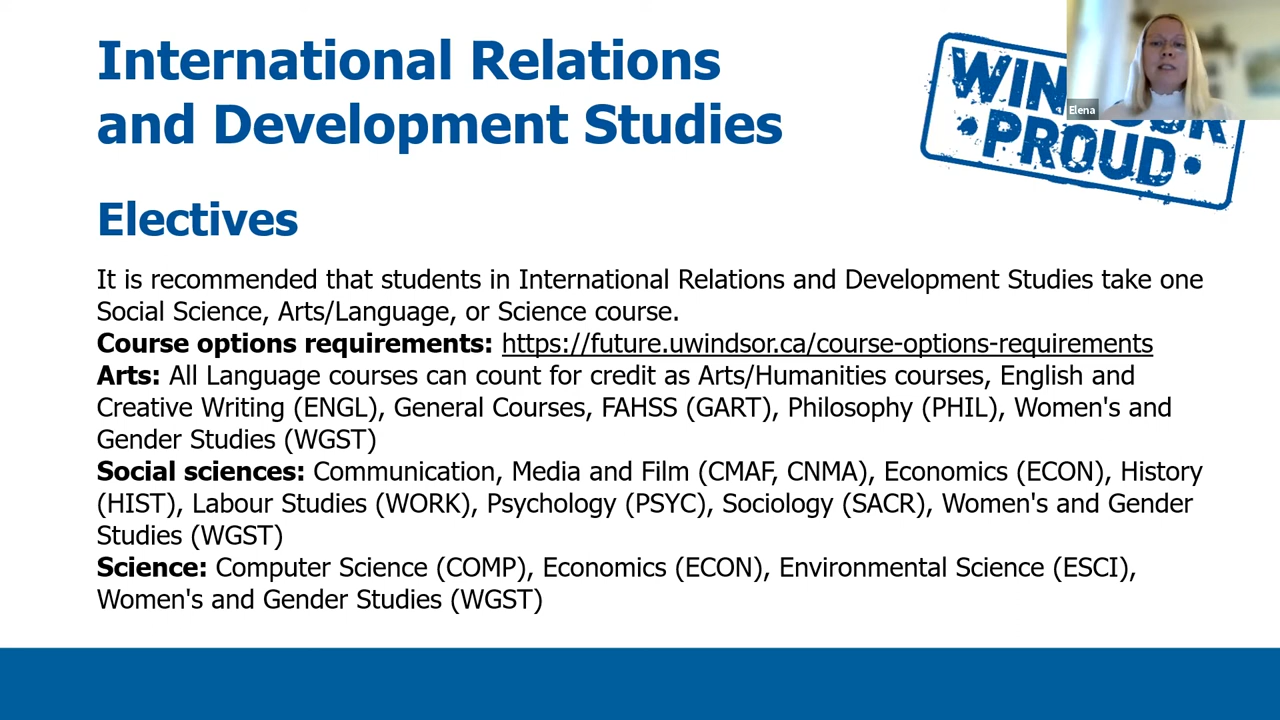 International Relations
and Development Studies
WIN
PROUD
Elena
Electives
It is recommended that students in International Relations and Development Studies take one
Social Science, Arts/Language, or Science course.
Course options requirements: https://future.uwindsor.ca/course-options-requirements
Arts: All Language courses can count for credit as Arts/Humanities courses, English and
Creative Writing (ENGL), General Courses, FAHSS (GART), Philosophy (PHIL), Women's and
Gender Studies (WGST)
Social sciences: Communication, Media and Film (CMAF, CNMA), Economics (ECON), History
(HIST), Labour Studies (WORK), Psychology (PSYC), Sociology (SACR), Women's and Gender
Studies (WGST)
Science: Computer Science (COMP), Economics (ECON), Environmental Science (ESCI),
Women's and Gender Studies (WGST)